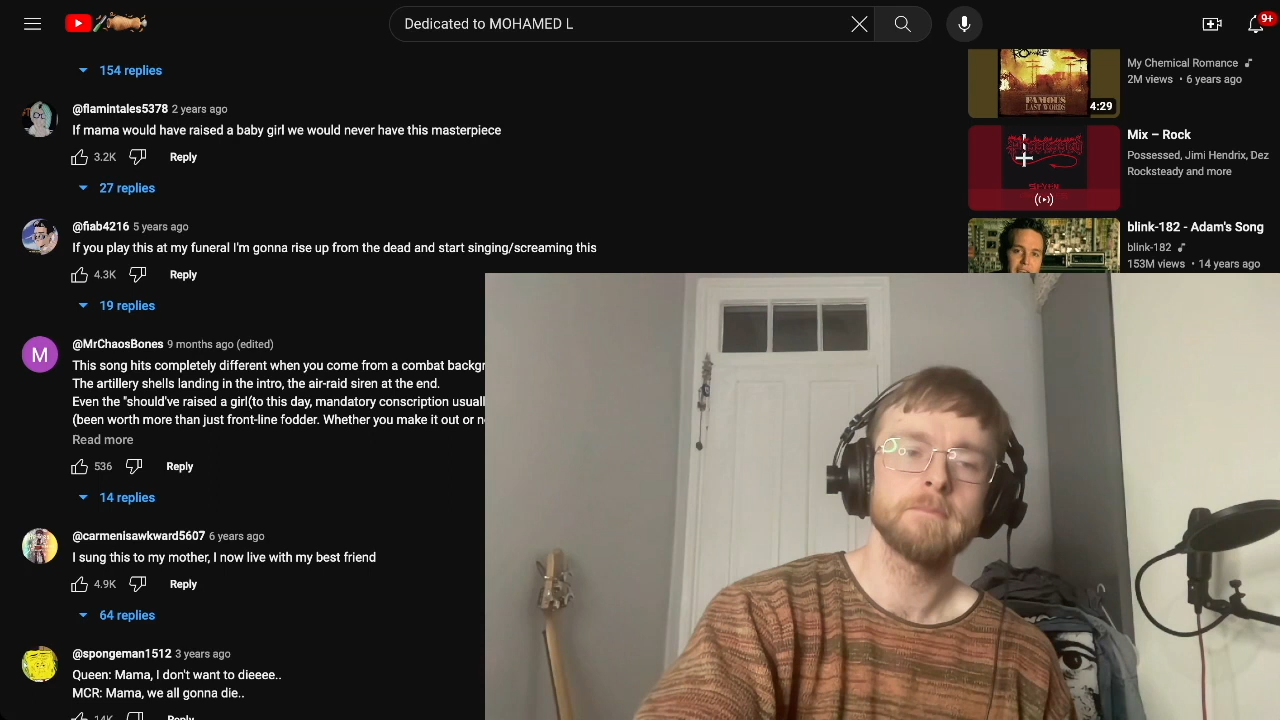 Dedicated to MOHAMED L
9+
154 replies
@flamintales5378 2 years ago
If mama would have raised a baby girl we would never have this masterpiece
3.2K Reply
27 replies
@fiab4216 5 years ago
If you play this at my funeral I'm gonna rise up from the dead and start singing/screaming this
4.3K Reply
19 replies
M
@MrChaosBones 9 months ago (edited)
This song hits completely different when you come from a combat backgr
The artillery shells landing in the intro, the air-raid siren at the end.
Even the "should've raised a girl(to this day, mandatory conscription usuall
(been worth more than just front-line fodder. Whether you make it out or n
Read more
536 Reply
14 replies
@carmenisawkward5607 6 years ago
I sung this to my mother, I now live with my best friend
4.9K Reply
64 replies
@spongeman1512 3 years ago
Queen: Mama, I don't want to dieeee..
MCR: Mama, we all gonna die..
14K Reply
FAMOUS
LAST WORDS
4:29
My Chemical Romance
2M views • 6 years ago
Possessed
SEVEN
Mix – Rock
Possessed, Jimi Hendrix, Dez
Rocksteady and more
blink-182 - Adam's Song
blink-182
153M views • 14 years ago